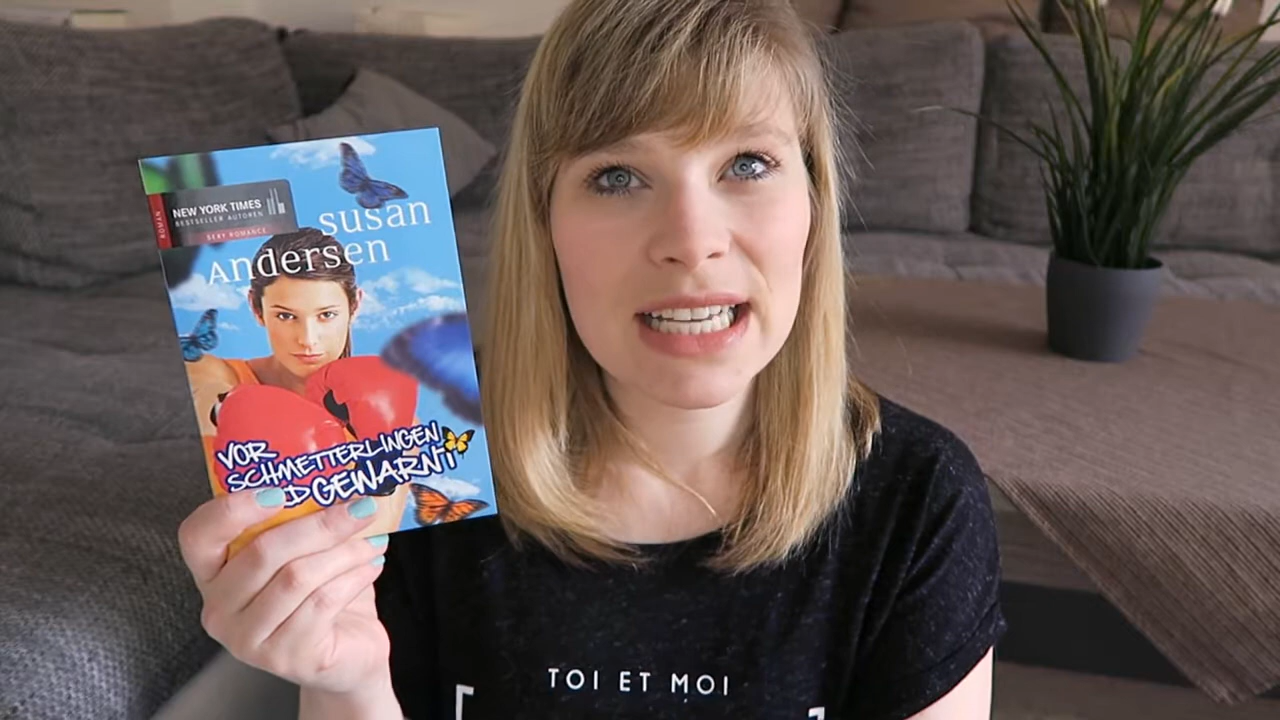 ROMAN
NEW YORK TIMES
BESTSELLER AUTOREN
SEXY ROMANCE
susan
Andersen
VOR
SCHMETTERLINGEN
GEWARNT
TOI ET MOI